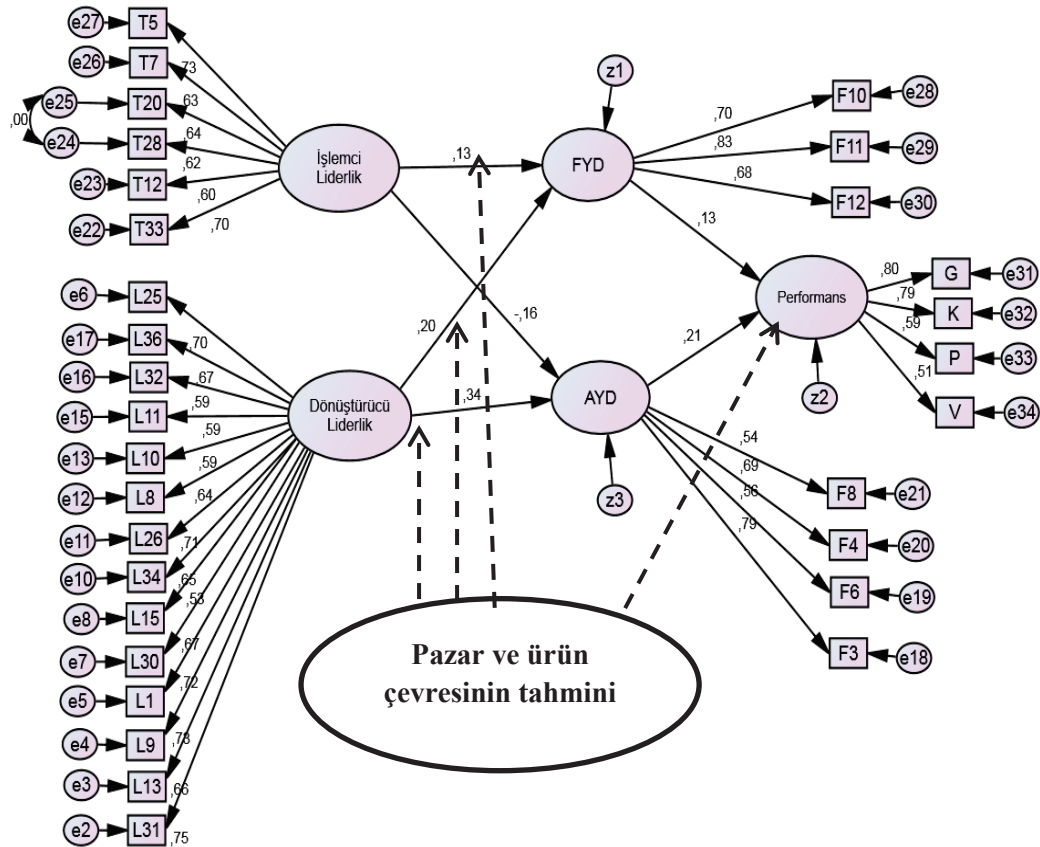 e27
T5
e26
T7
,73
e25
T20
,63
,00
e24
T28
,64
e23
T12
,62
e22
T33
,60
,70
İşlemci
Liderlik
,13
z1
FYD
,70
F10
e28
,83
F11
e29
,68
F12
e30
,13
,20
-,16
Performans
,80
G
e31
,79
K
e32
,59
P
e33
,51
V
e34
z2
,21
e6
L25
e17
L36
,70
e16
L32
,67
e15
L11
,59
e13
L10
,59
e12
L8
,59
e11
L26
,64
e10
L34
,71
e8
L15
,65
,53
e7
L30
,67
e5
L1
,72
e4
L9
,73
e3
L13
,66
e2
L31
,75
Dönüştürücü
Liderlik
,34
AYD
z3
,54
F8
e21
,69
F4
e20
,56
F6
e19
,79
F3
e18
Pazar ve ürün
çevresinin tahmini